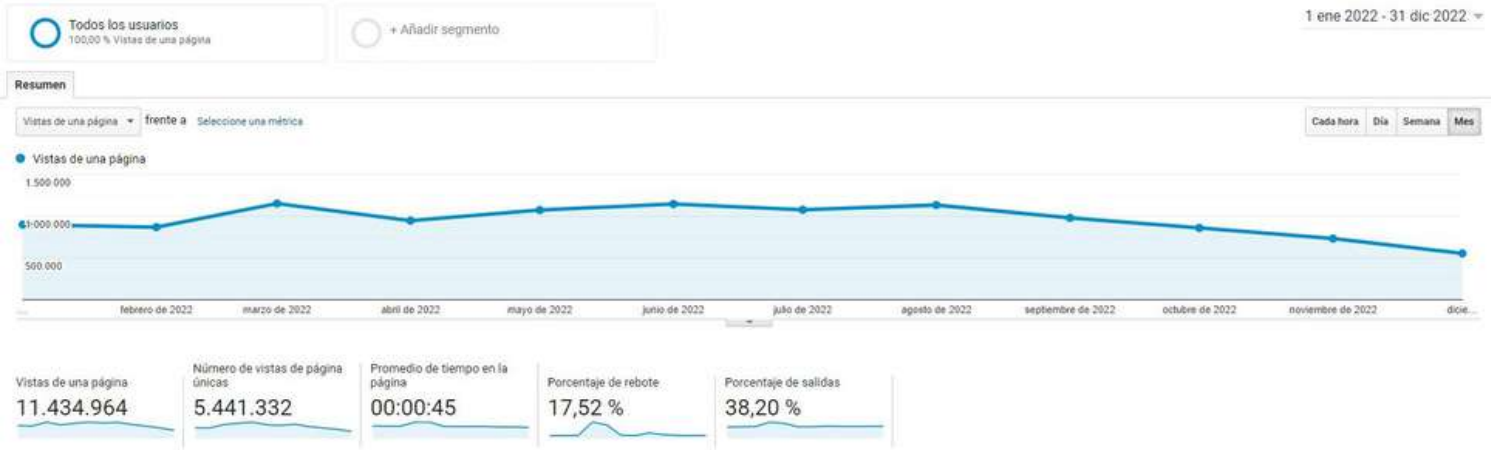 Todos los usuarios
100,00 % Vistas de una página
+ Añadir segmento
1 ene 2022 - 31 dic 2022
Resumen
Vistas de una página frente a Seleccione una métrica
Cada hora Día Semana Mes
Vistas de una página
1.500 000
1.000 000
500.000
... febrero de 2022 marzo de 2022 abril de 2022 mayo de 2022 junio de 2022 julio de 2022 agosto de 2022 septiembre de 2022 octubre de 2022 noviembre de 2022 dicie...
Vistas de una página
11.434.964
Número de vistas de página
únicas
5.441.332
Promedio de tiempo en la
página
00:00:45
Porcentaje de rebote
17,52 %
Porcentaje de salidas
38,20 %